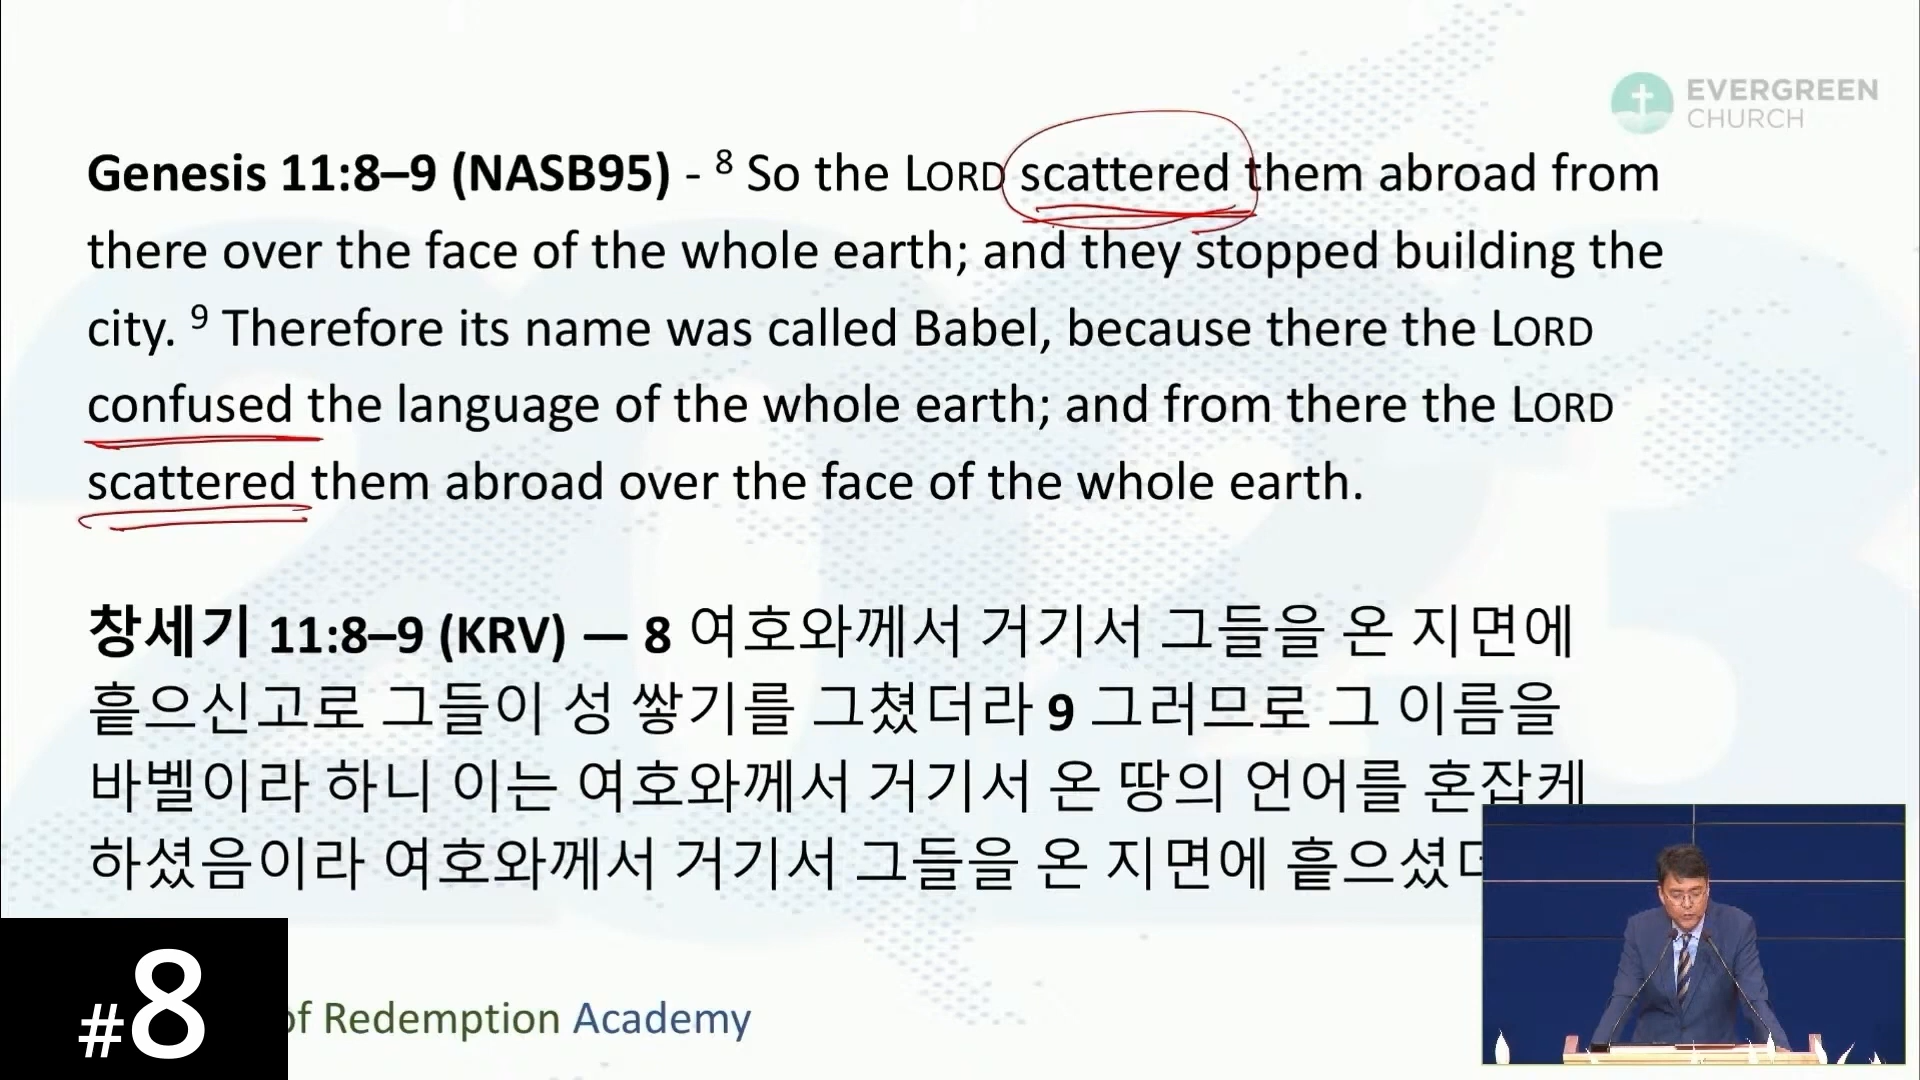 EVERGREEN
CHURCH
Genesis 11:8–9 (NASB95) - 8 So the LORD scattered them abroad from
there over the face of the whole earth; and they stopped building the
city. 9 Therefore its name was called Babel, because there the LORD
confused the language of the whole earth; and from there the LORD
scattered them abroad over the face of the whole earth.
창세기 11:8–9 (KRV) — 8 여호와께서 거기서 그들을 온 지면에
흩으신고로 그들이 성 쌓기를 그쳤더라 9 그러므로 그 이름을
바벨이라 하니 이는 여호와께서 거기서 온 땅의 언어를 혼잡케
하셨음이라 여호와께서 거기서 그들을 온 지면에 흩으셨
#8
of Redemption Academy